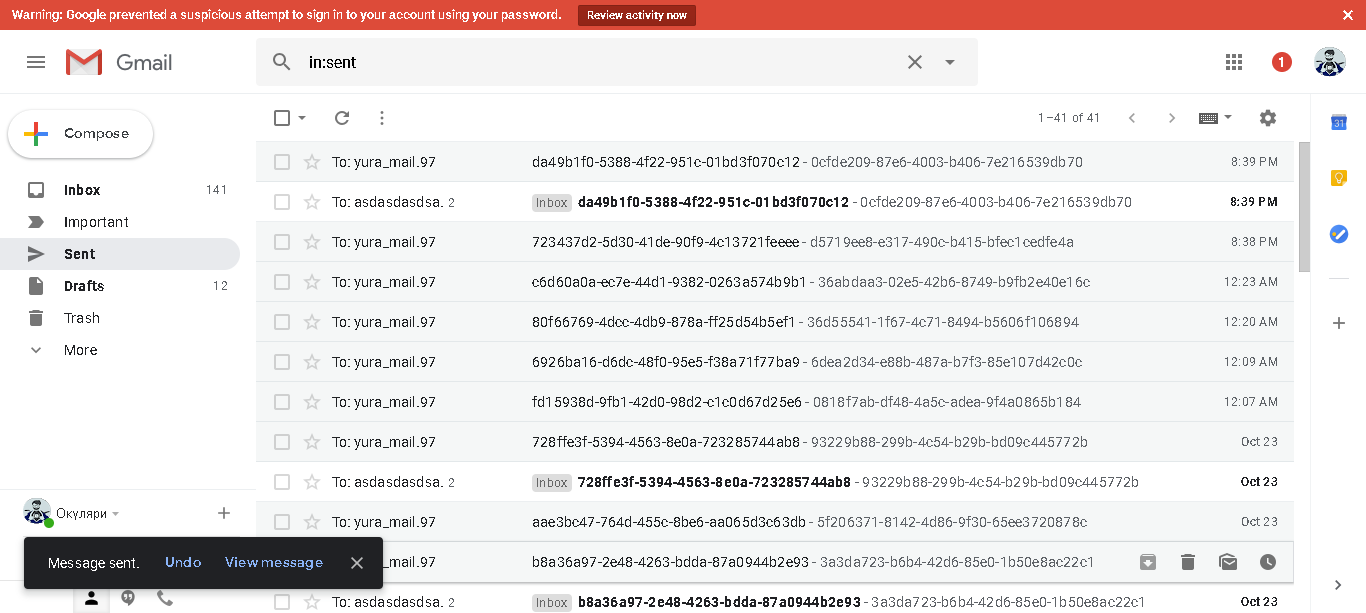 Warning: Google prevented a suspicious attempt to sign in to your account using your password. Review activity now
Gmail
in:sent
1
Compose
1–41 of 41
31
Inbox 141
Important
Sent
Drafts 12
Trash
More
To: yura_mail.97 da49b1f0-5388-4f22-951c-01bd3f070c12 - 0cfde209-87e6-4003-b406-7e216539db70 8:39 PM
To: asdasdasdsa. 2 Inbox da49b1f0-5388-4f22-951c-01bd3f070c12 - 0cfde209-87e6-4003-b406-7e216539db70 8:39 PM
To: yura_mail.97 723437d2-5d30-41de-90f9-4c13721feeee - d5719ee8-e317-490c-b415-bfec1cedfe4a 8:38 PM
To: yura_mail.97 c6d60a0a-ec7e-44d1-9382-0263a574b9b1 - 36abdaa3-02e5-42b6-8749-b9fb2e40e16c 12:23 AM
To: yura_mail.97 80f66769-4dcc-4db9-878a-ff25d54b5ef1 - 36d55541-1f67-4c71-8494-b5606f106894 12:20 AM
To: yura_mail.97 6926ba16-d6dc-48f0-95e5-f38a71f77ba9 - 6dea2d34-e88b-487a-b7f3-85e107d42c0c 12:09 AM
To: yura_mail.97 fd15938d-9fb1-42d0-98d2-c1c0d67d25e6 - 0818f7ab-df48-4a5c-adea-9f4a0865b184 12:07 AM
To: yura_mail.97 728ffe3f-5394-4563-8e0a-723285744ab8 - 93229b88-299b-4c54-b29b-bd09c445772b Oct 23
To: asdasdasdsa. 2 Inbox 728ffe3f-5394-4563-8e0a-723285744ab8 - 93229b88-299b-4c54-b29b-bd09c445772b Oct 23
To: yura_mail.97 aae3bc47-764d-455c-8be6-aa065d3c63db - 5f206371-8142-4d86-9f30-65ee3720878c Oct 23
_mail.97 b8a36a97-2e48-4263-bdda-87a0944b2e93 - 3a3da723-b6b4-42d6-85e0-1b50e8ac22c1
To: asdasdasdsa. 2 Inbox b8a36a97-2e48-4263-bdda-87a0944b2e93 - 3a3da723-b6b4-42d6-85e0-1b50e8ac22c1 Oct 23
Окуляри
Message sent. Undo View message